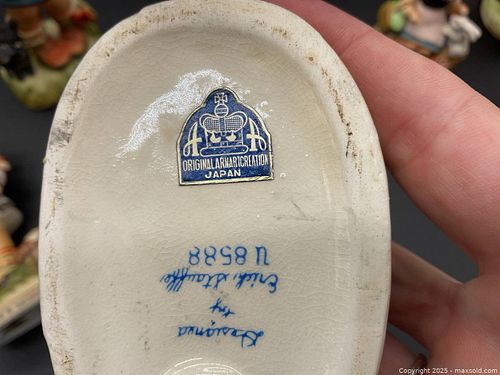 A A
ORIGINAL ARNART CREATION
JAPAN
Designed
by
Erich Stauffer
U 8588
Copyright 2025 - maxsold.com